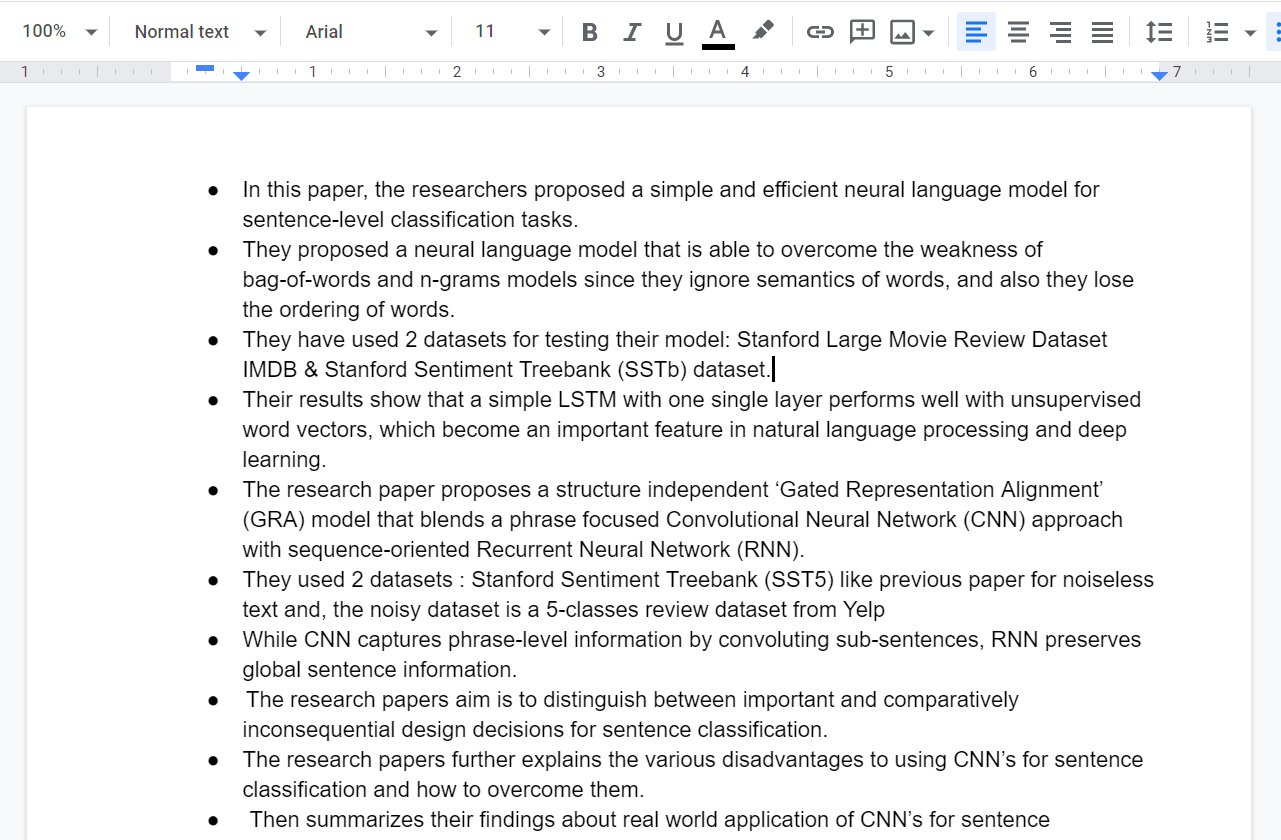 100% Normal text Arial 11 B I U A
1 1 2 3 4 5 6 7
● In this paper, the researchers proposed a simple and efficient neural language model for
sentence-level classification tasks.
● They proposed a neural language model that is able to overcome the weakness of
bag-of-words and n-grams models since they ignore semantics of words, and also they lose
the ordering of words.
● They have used 2 datasets for testing their model: Stanford Large Movie Review Dataset
IMDB & Stanford Sentiment Treebank (SSTb) dataset.
● Their results show that a simple LSTM with one single layer performs well with unsupervised
word vectors, which become an important feature in natural language processing and deep
learning.
● The research paper proposes a structure independent ‘Gated Representation Alignment’
(GRA) model that blends a phrase focused Convolutional Neural Network (CNN) approach
with sequence-oriented Recurrent Neural Network (RNN).
● They used 2 datasets : Stanford Sentiment Treebank (SST5) like previous paper for noiseless
text and, the noisy dataset is a 5-classes review dataset from Yelp
● While CNN captures phrase-level information by convoluting sub-sentences, RNN preserves
global sentence information.
● The research papers aim is to distinguish between important and comparatively
inconsequential design decisions for sentence classification.
● The research papers further explains the various disadvantages to using CNN’s for sentence
classification and how to overcome them.
● Then summarizes their findings about real world application of CNN’s for sentence